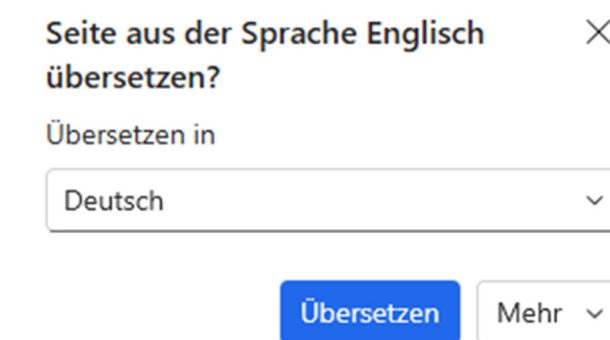 Seite aus der Sprache Englisch
übersetzen?
Übersetzen in
Deutsch
Übersetzen Mehr